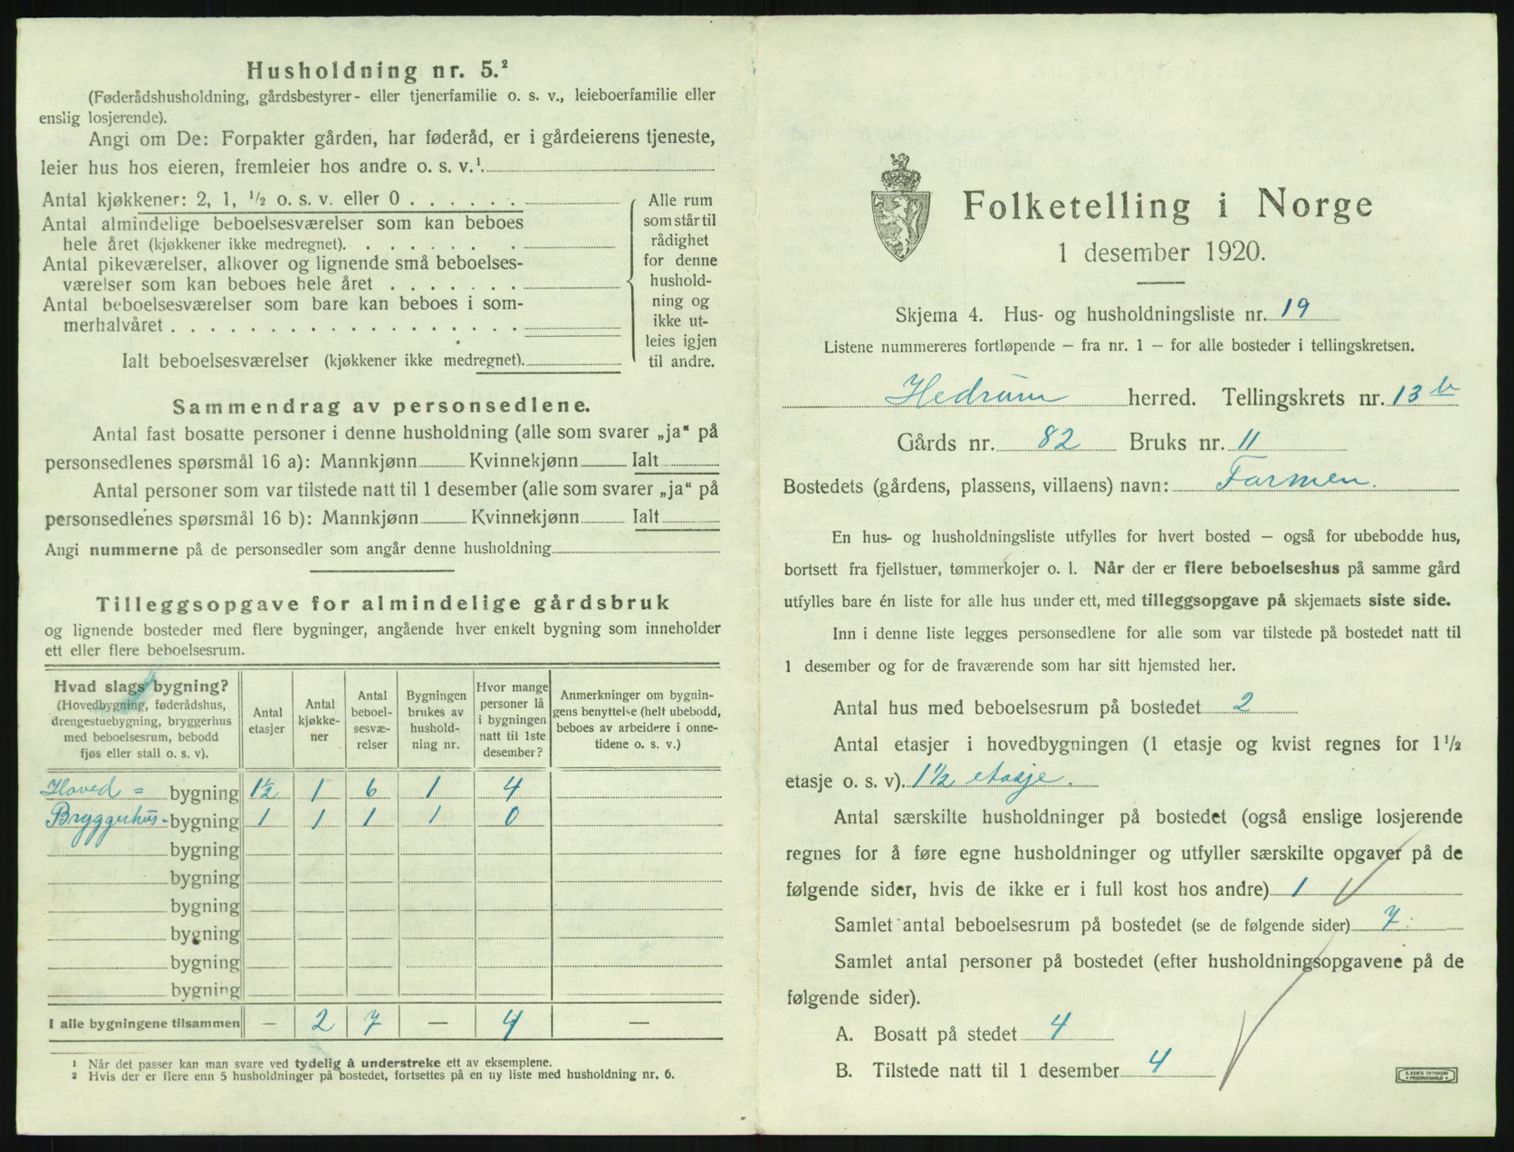 Husholdning nr. 5.²
(Føderådshusholdning, gårdsbestyrer- eller tjenerfamilie o. s. v., leieboerfamilie eller
enslig losjerende).
Angi om De: Forpakter gården, har føderåd, er i gårdeierens tjeneste,
leier hus hos eieren, fremleier hos andre o. s. v.¹.
Antal kjøkkener: 2, 1, ½ o. s. v. eller 0 . . . . . .
Antal almindelige beboelsesværelser som kan beboes
hele året (kjøkkener ikke medregnet). . . . . . . .
Antal pikeværelser, alkover og lignende små beboelses-
værelser som kan beboes hele året . . . . . . .
Antal beboelsesværelser som bare kan beboes i som-
merhalvåret . . . . . . . . . . . . . . . . .
Ialt beboelsesværelser (kjøkkener ikke medregnet).
Alle rum
som står til
rådighet
for denne
hushold-
ning og
ikke ut-
leies igjen
til andre.
Sammendrag av personsedlene.
Antal fast bosatte personer i denne husholdning (alle som svarer „ja“ på
personsedlenes spørsmål 16 a): Mannkjønn Kvinnekjønn Ialt
Antal personer som var tilstede natt til 1 desember (alle som svarer „ja“ på
personsedlenes spørsmål 16 b): Mannkjønn Kvinnekjønn Ialt
Angi nummerne på de personsedler som angår denne husholdning
Tilleggsopgave for almindelige gårdsbruk
og lignende bosteder med flere bygninger, angående hver enkelt bygning som inneholder
ett eller flere beboelsesrum.
Hvad slags bygning?
(Hovedbygning, føderådshus,
drengestuebygning, bryggerhus
med beboelsesrum, bebodd
fjøs eller stall o. s. v).
Antal
etasjer
Antal
kjøkke-
ner
Antal
beboel-
sesvæ-
relser
Bygningen
brukes av
hushold-
ning nr.
Hvor mange
personer lå
i bygningen
natt til 1ste
desember?
Anmerkninger om bygnin-
gens benyttelse (helt ubebodd,
beboes av arbeidere i onne-
tidene o. s. v.)
Hoved = bygning 1½ 1 6 1 4
Bryggerhus- bygning 1 1 1 1 0
bygning
bygning
bygning
bygning
bygning
bygning
I alle bygningene tilsammen — 2 7 — 4 —
¹ Når det passer kan man svare ved tydelig å understreke ett av eksemplene.
² Hvis der er flere enn 5 husholdninger på bostedet, fortsettes på en ny liste med husholdning nr. 6.
Folketelling i Norge
1 desember 1920.
Skjema 4. Hus- og husholdningsliste nr. 19
Listene nummereres fortløpende — fra nr. 1 — for alle bosteder i tellingskretsen.
Hedrum herred. Tellingskrets nr. 13 b
Gårds nr. 82 Bruks nr. 11
Bostedets (gårdens, plassens, villaens) navn: Farmen.
En hus- og husholdningsliste utfylles for hvert bosted — også for ubebodde hus,
bortsett fra fjellstuer, tømmerkojer o. l. Når der er flere beboelseshus på samme gård
utfylles bare én liste for alle hus under ett, med tilleggsopgave på skjemaets siste side.
Inn i denne liste legges personsedlene for alle som var tilstede på bostedet natt til
1 desember og for de fraværende som har sitt hjemsted her.
Antal hus med beboelsesrum på bostedet 2
Antal etasjer i hovedbygningen (1 etasje og kvist regnes for 1½
etasje o. s. v). 1½ etasje.
Antal særskilte husholdninger på bostedet (også enslige losjerende
regnes for å føre egne husholdninger og utfyller særskilte opgaver på de
følgende sider, hvis de ikke er i full kost hos andre) 1
Samlet antal beboelsesrum på bostedet (se de følgende sider) 7.
Samlet antal personer på bostedet (efter husholdningsopgavene på de
følgende sider).
A. Bosatt på stedet 4
B. Tilstede natt til 1 desember 4